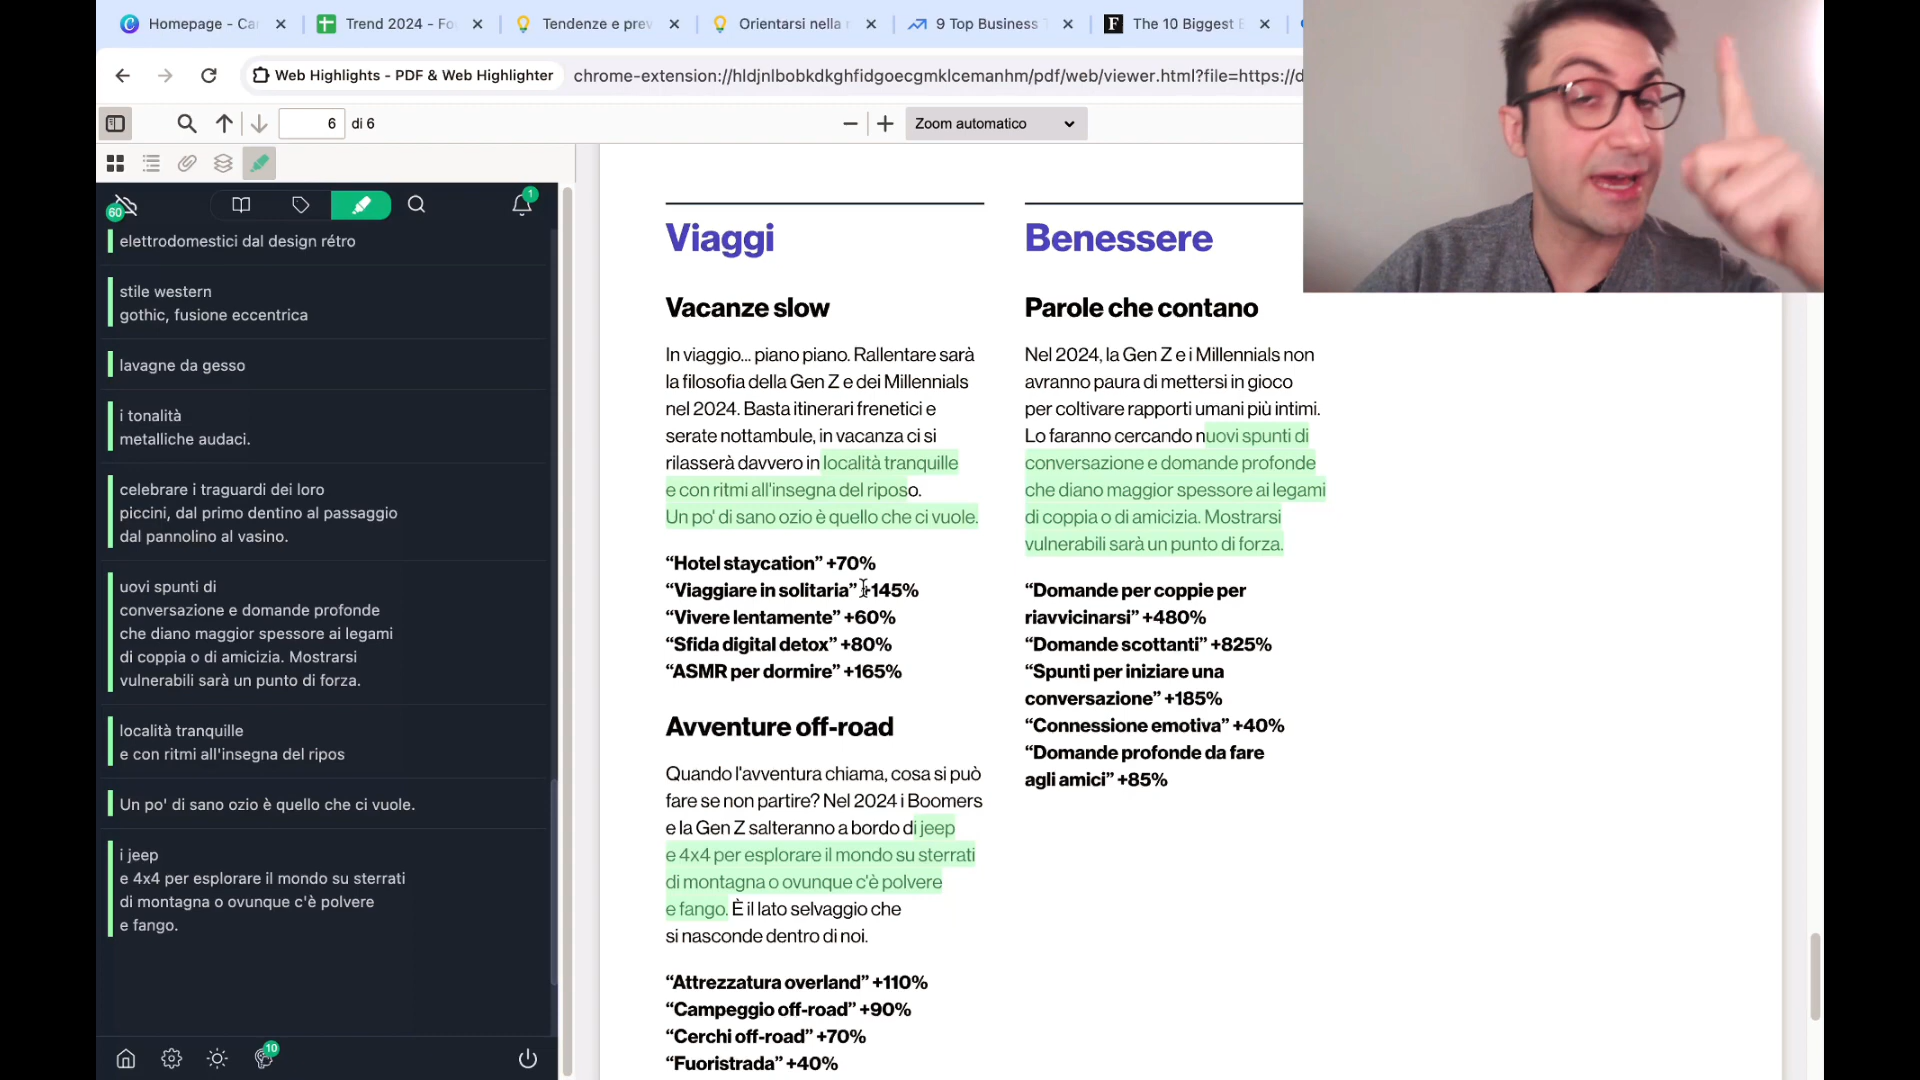 Homepage - Ca
Trend 2024 - Fo
Tendenze e prev
Orientarsi nella
9 Top Business
The 10 Biggest
Web Highlights - PDF & Web Highlighter
chrome-extension://hldjnlbobkdkghfidgoecgmklcemanhm/pdf/web/viewer.html?file=https://d
6
di 6
Zoom automatico
60
1
elettrodomestici dal design rétro
stile western
gothic, fusione eccentrica
lavagne da gesso
i tonalità
metalliche audaci.
celebrare i traguardi dei loro
piccini, dal primo dentino al passaggio
dal pannolino al vasino.
uovi spunti di
conversazione e domande profonde
che diano maggior spessore ai legami
di coppia o di amicizia. Mostrarsi
vulnerabili sarà un punto di forza.
località tranquille
e con ritmi all'insegna del ripos
Un po' di sano ozio è quello che ci vuole.
i jeep
e 4x4 per esplorare il mondo su sterrati
di montagna o ovunque c'è polvere
e fango.
10
Viaggi
Vacanze slow
In viaggio... piano piano. Rallentare sarà
la filosofia della Gen Z e dei Millennials
nel 2024. Basta itinerari frenetici e
serate nottambule, in vacanza ci si
rilasserà davvero in località tranquille
e con ritmi all'insegna del riposo.
Un po' di sano ozio è quello che ci vuole.
“Hotel staycation” +70%
“Viaggiare in solitaria” +145%
“Vivere lentamente” +60%
“Sfida digital detox” +80%
“ASMR per dormire” +165%
Avventure off-road
Quando l'avventura chiama, cosa si può
fare se non partire? Nel 2024 i Boomers
e la Gen Z salteranno a bordo di jeep
e 4x4 per esplorare il mondo su sterrati
di montagna o ovunque c'è polvere
e fango. È il lato selvaggio che
si nasconde dentro di noi.
“Attrezzatura overland” +110%
“Campeggio off-road” +90%
“Cerchi off-road” +70%
“Fuoristrada” +40%
Benessere
Parole che contano
Nel 2024, la Gen Z e i Millennials non
avranno paura di mettersi in gioco
per coltivare rapporti umani più intimi.
Lo faranno cercando nuovi spunti di
conversazione e domande profonde
che diano maggior spessore ai legami
di coppia o di amicizia. Mostrarsi
vulnerabili sarà un punto di forza.
“Domande per coppie per
riavvicinarsi” +480%
“Domande scottanti” +825%
“Spunti per iniziare una
conversazione” +185%
“Connessione emotiva” +40%
“Domande profonde da fare
agli amici” +85%